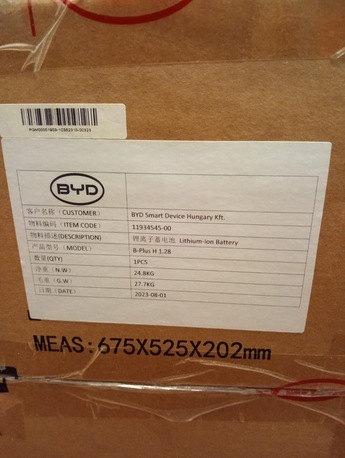 BYD
客户名称（CUSTOMER） BYD Smart Device Hungary Kft.
物料编号（ITEM CODE） 11934545-00
物料描述(DESCRIPTION) 锂离子蓄电池 Lithium-ion Battery
产品型号（MODEL） B-Plus H 1.28
数量(QTY) 1PCS
净重（N.W） 24.8KG
毛重（G.W） 27.7KG
日期（DATE） 2023-08-01
MEAS:675X525X202mm